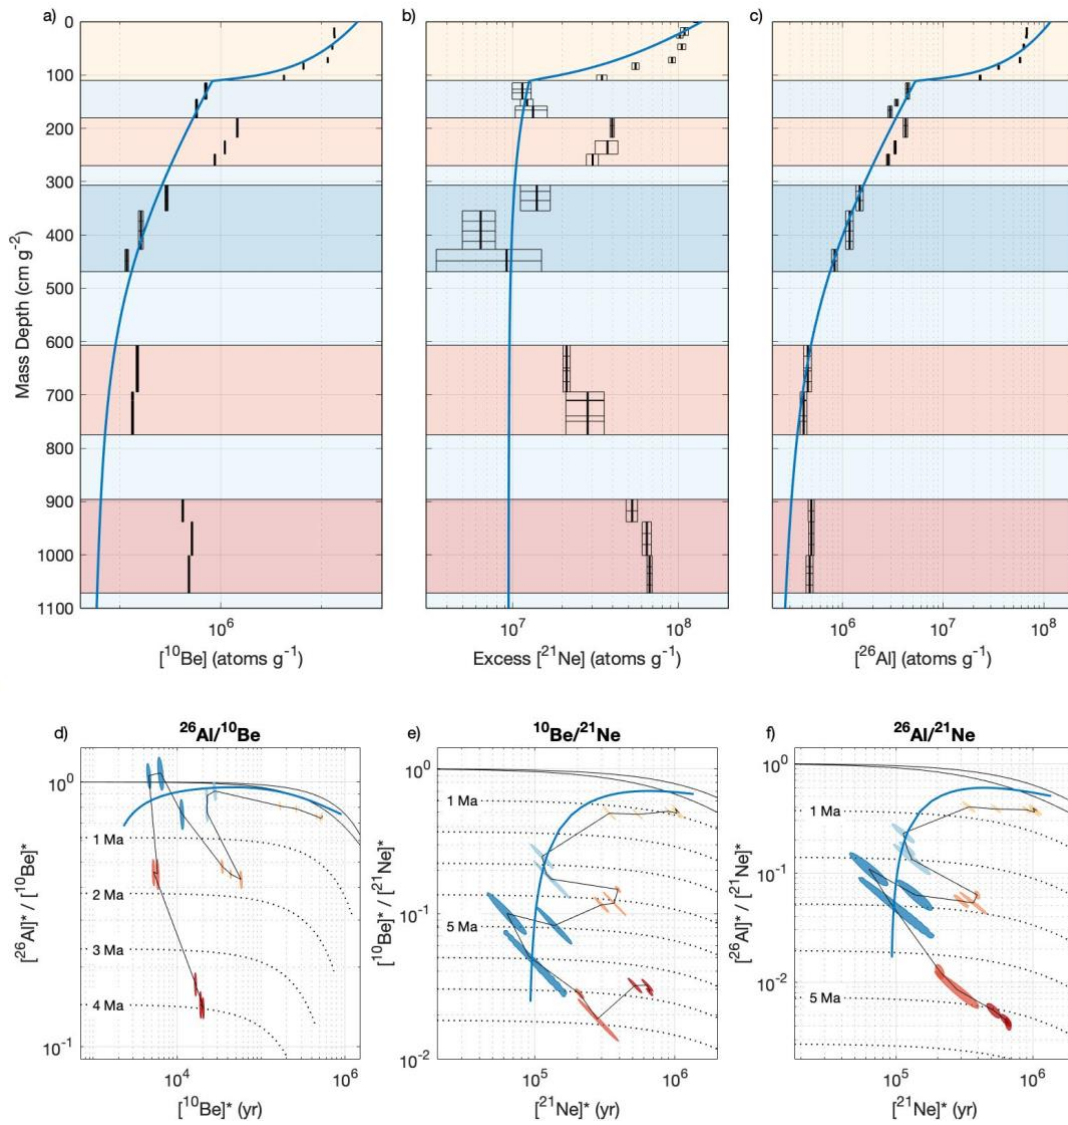 a)
b)
c)
0
100
200
300
400
500
600
700
800
900
1000
1100
Mass Depth (cm g⁻²)
10⁶
[¹⁰Be] (atoms g⁻¹)
10⁷ 10⁸
Excess [²¹Ne] (atoms g⁻¹)
10⁶ 10⁷ 10⁸
[²⁶Al] (atoms g⁻¹)
d) ²⁶Al/¹⁰Be
10⁰
10⁻¹
[²⁶Al]* / [¹⁰Be]*
1 Ma
2 Ma
3 Ma
4 Ma
10⁴ 10⁵ 10⁶
[¹⁰Be]* (yr)
e) ¹⁰Be/²¹Ne
10⁰
10⁻¹
10⁻²
[¹⁰Be]* / [²¹Ne]*
1 Ma
5 Ma
10⁵ 10⁶
[²¹Ne]* (yr)
f) ²⁶Al/²¹Ne
10⁰
10⁻¹
10⁻²
[²⁶Al]* / [²¹Ne]*
1 Ma
5 Ma
10⁵ 10⁶
[²¹Ne]* (yr)